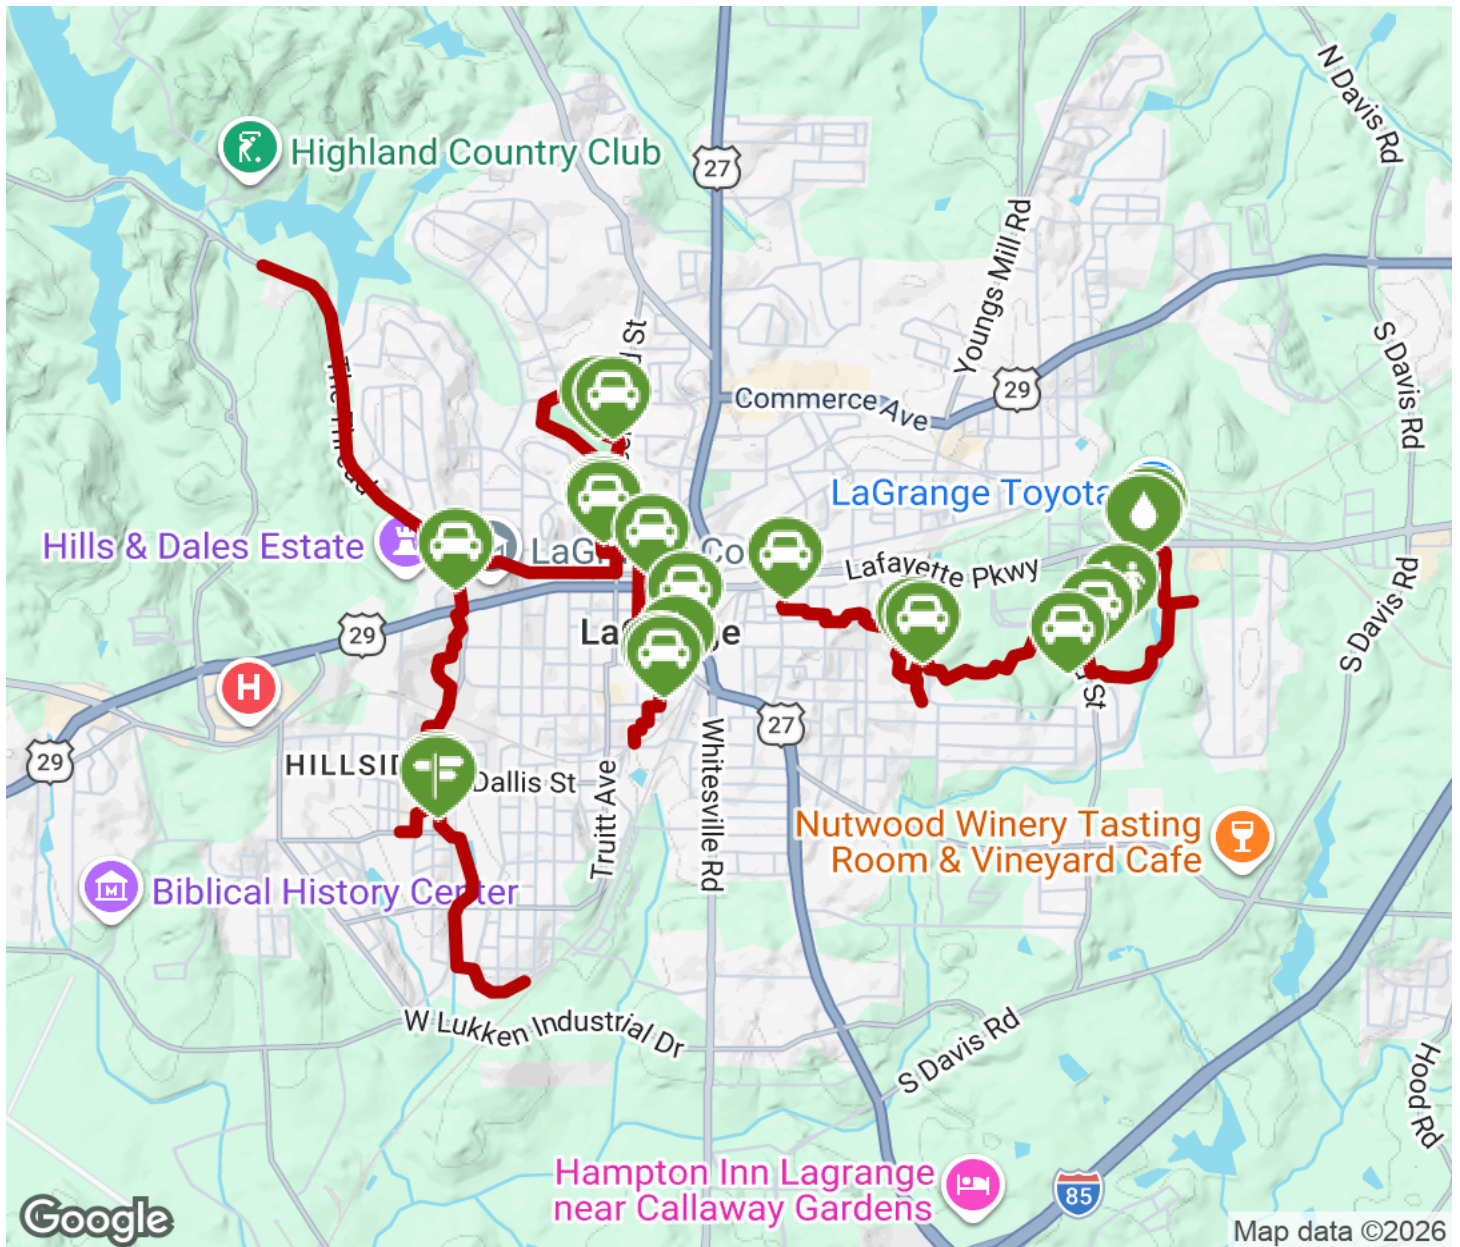 N Davis Rd
Highland Country Club
27
Youngs Mill Rd
S Davis Rd
29
Commerce Ave
LaGrange Toyota
Hills & Dales Estate
Co
Lafayette Pkwy
29
H
S Davis Rd
St
27
29
Dallis St
Truitt Ave
Whitesville Rd
Nutwood Winery Tasting
Room & Vineyard Cafe
Biblical History Center
W Lukken Industrial Dr
S Davis Rd
Hood Rd
Hampton Inn Lagrange
near Callaway Gardens
85
Google
Map data ©2026